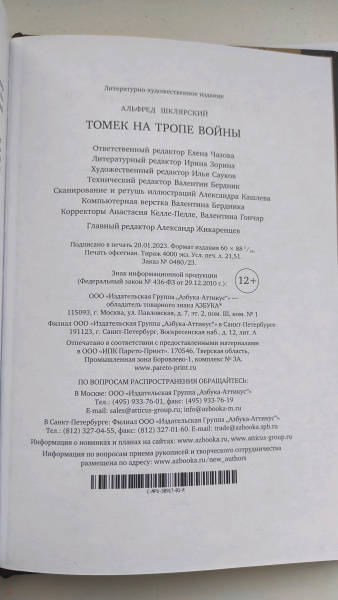 Литературно-художественное издание
АЛЬФРЕД ШКЛЯРСКИЙ
ТОМЕК НА ТРОПЕ ВОЙНЫ
Ответственный редактор Елена Чазова
Литературный редактор Ирина Зорина
Художественный редактор Илья Саухов
Технический редактор Валентин Бердник
Сканирование и ретушь иллюстраций Александра Кашлева
Компьютерная верстка Валентина Бердника
Корректоры Анастасия Келле-Пелле, Валентина Гончар
Главный редактор Александр Жикаренцев
Подписано в печать 20.01.2023. Формат издания 60 × 88 1/16.
Печать офсетная. Тираж 4000 экз. Усл. печ. л. 21,51.
Заказ № 0480/23.
Знак информационной продукции
(Федеральный закон № 436-ФЗ от 29.12.2010 г.)
12+
ООО «Издательская Группа „Азбука-Аттикус“» —
обладатель товарного знака АЗБУКА®
115093, г. Москва, ул. Павловская, д. 7, эт. 2, пом. III, ком. № 1
Филиал ООО «Издательская Группа „Азбука-Аттикус“» в Санкт-Петербурге
191123, г. Санкт-Петербург, Воскресенская наб., д. 12, лит. А
Отпечатано в соответствии с предоставленными материалами
в ООО «ИПК Парето-Принт». 170546, Тверская область,
Промышленная зона Боровлево-1, комплекс № 3А.
www.pareto-print.ru
ПО ВОПРОСАМ РАСПРОСТРАНЕНИЯ ОБРАЩАЙТЕСЬ:
В Москве: ООО «Издательская Группа „Азбука-Аттикус“»
Тел.: (495) 933-76-01, факс: (495) 933-76-19
E-mail: sales@atticus-group.ru; info@azbooka-m.ru
В Санкт-Петербурге: Филиал ООО «Издательская Группа „Азбука-Аттикус“»
Тел.: (812) 327-04-55, факс: (812) 327-01-60. E-mail: trade@azbooka.spb.ru
Информация о новинках и планах на сайтах: www.azbooka.ru, www.atticus-group.ru
Информация по вопросам приема рукописей и творческого сотрудничества
размещена по адресу: www.azbooka.ru/new_authors